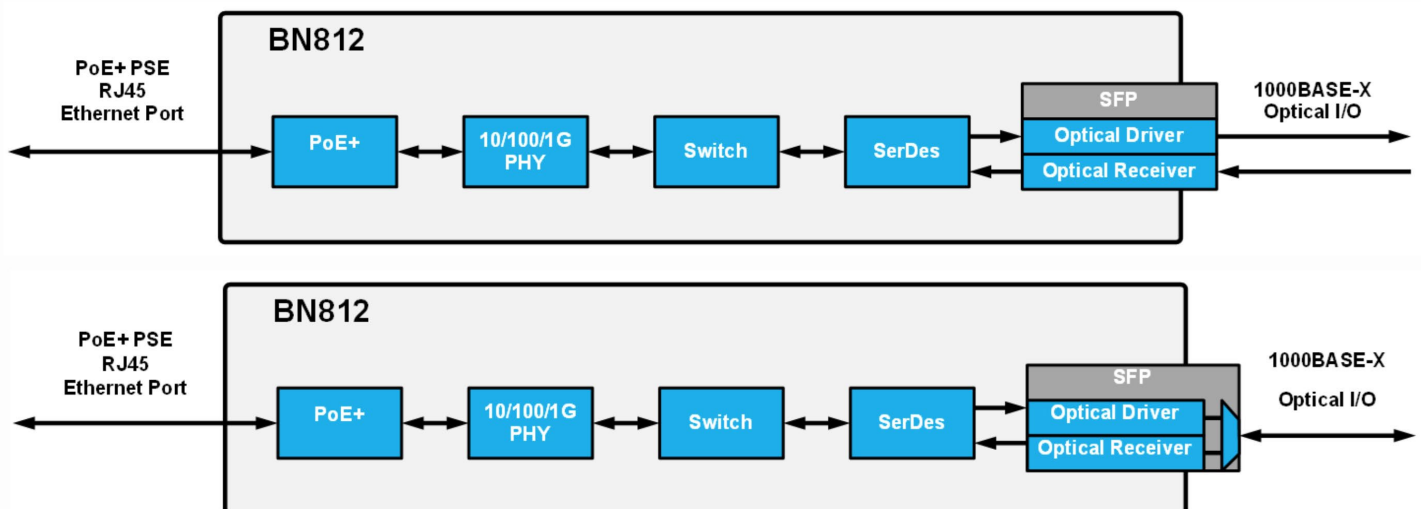 BN812
PoE+ PSE
RJ45
Ethernet Port
PoE+
10/100/1G
PHY
Switch
SerDes
SFP
Optical Driver
Optical Receiver
1000BASE-X
Optical I/O
BN812
PoE+ PSE
RJ45
Ethernet Port
PoE+
10/100/1G
PHY
Switch
SerDes
SFP
Optical Driver
Optical Receiver
1000BASE-X
Optical I/O